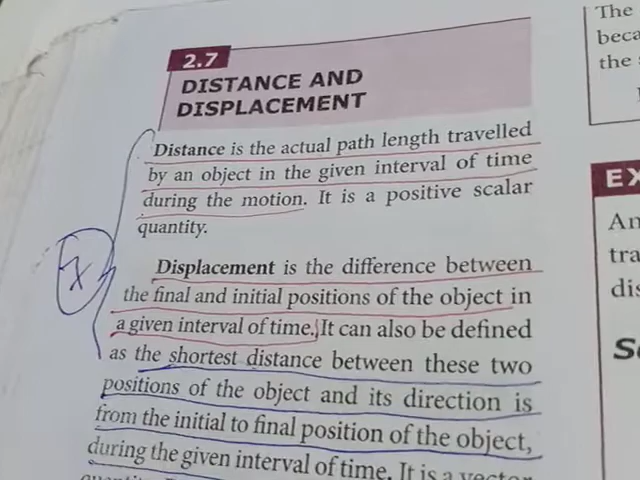 2.7
DISTANCE AND
DISPLACEMENT
Distance is the actual path length travelled
by an object in the given interval of time
during the motion. It is a positive scalar
quantity.
Displacement is the difference between
the final and initial positions of the object in
a given interval of time. It can also be defined
as the shortest distance between these two
positions of the object and its direction is
from the initial to final position of the object,
during the given interval of time. It is a vector
The
the
EX
An